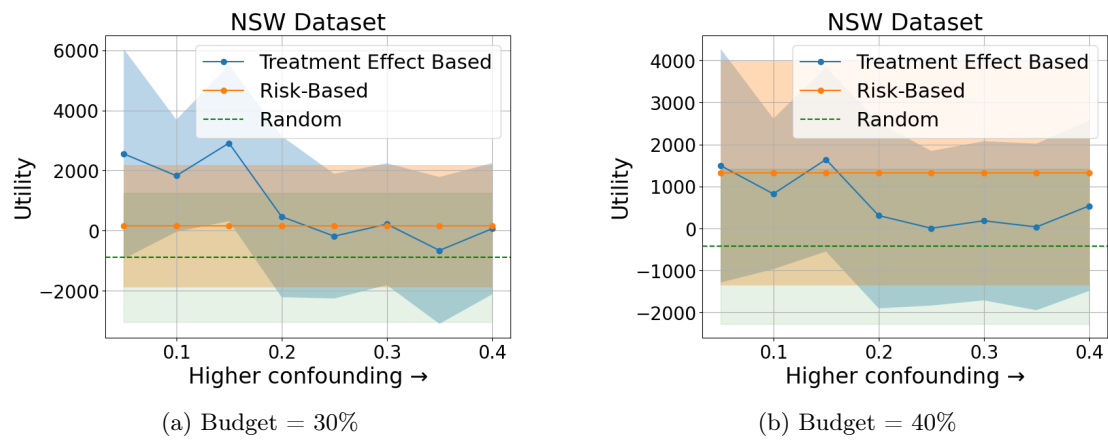 NSW Dataset
Utility
6000
4000
2000
0
−2000
Treatment Effect Based
Risk-Based
Random
0.1 0.2 0.3 0.4
Higher confounding →
(a) Budget = 30%
NSW Dataset
Utility
4000
3000
2000
1000
0
−1000
−2000
Treatment Effect Based
Risk-Based
Random
0.1 0.2 0.3 0.4
Higher confounding →
(b) Budget = 40%